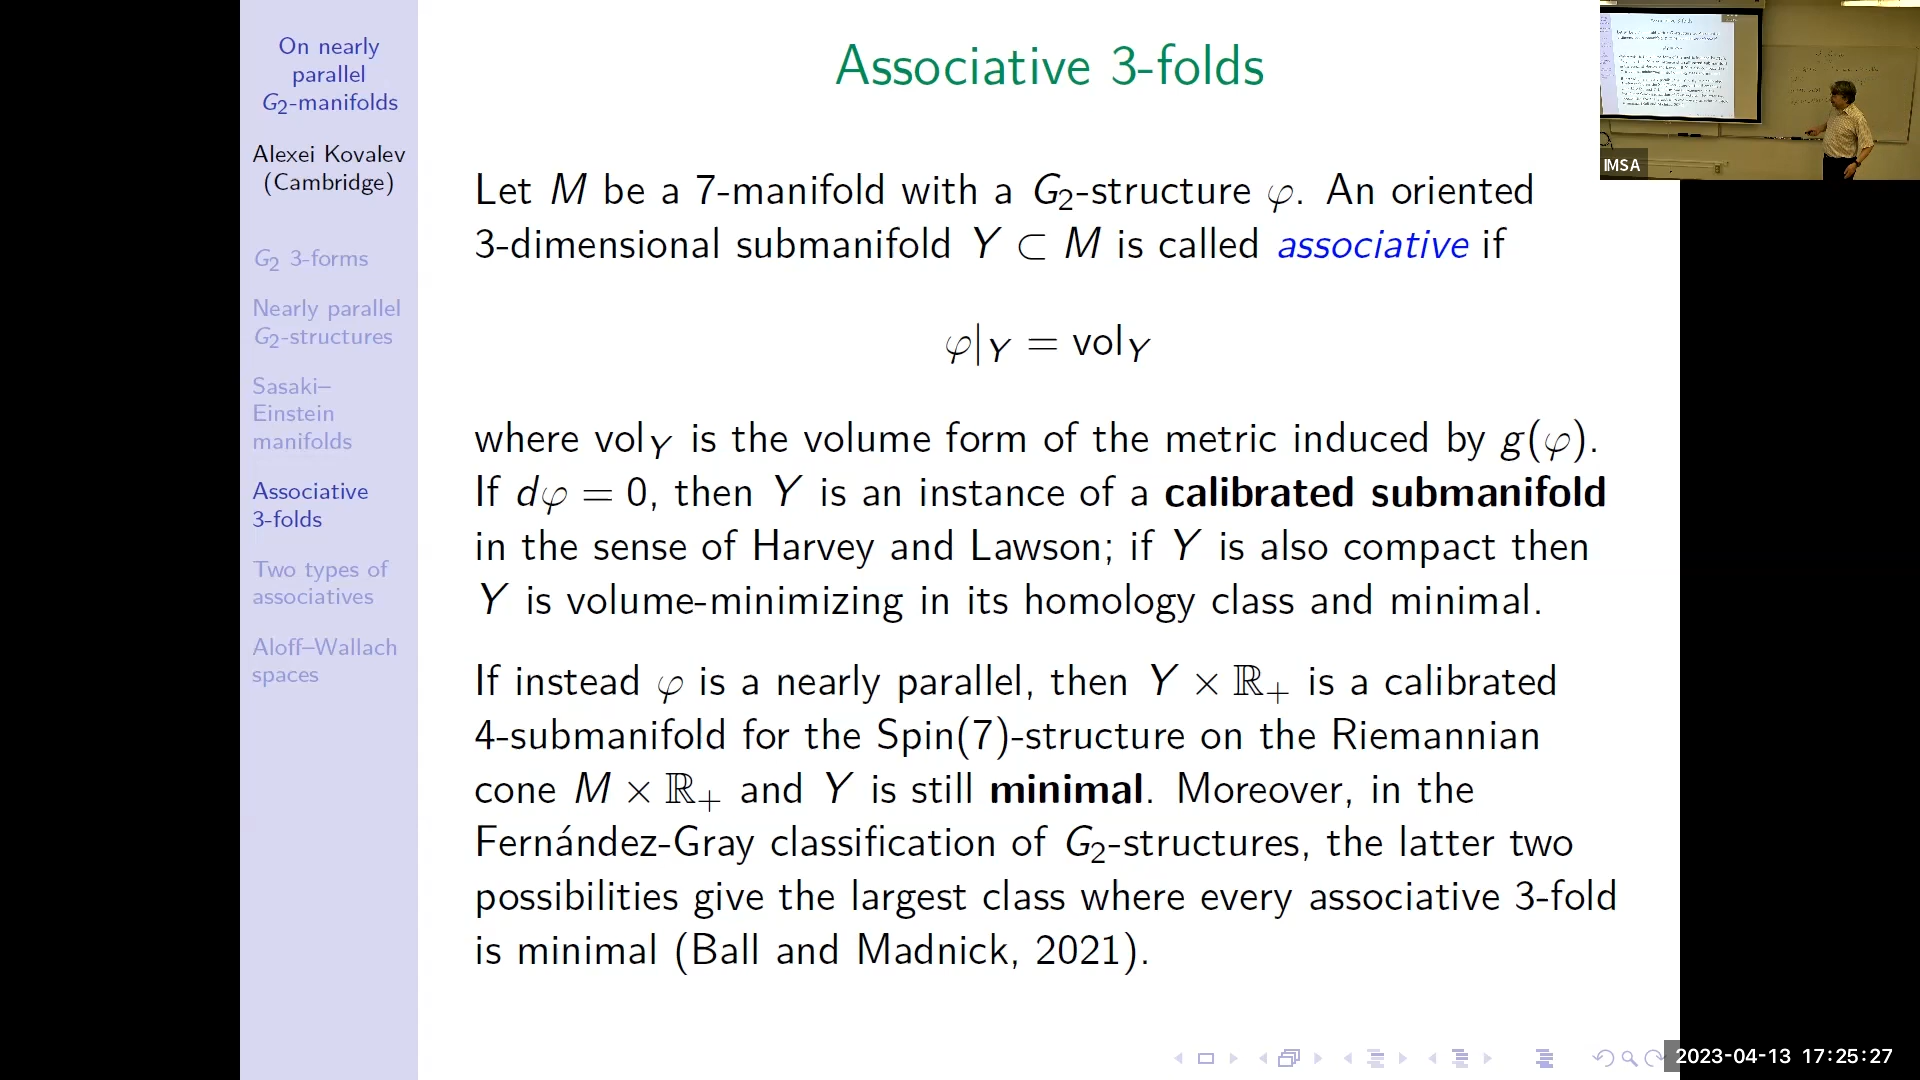 On nearly
parallel
G₂-manifolds
Alexei Kovalev
(Cambridge)
G₂ 3-forms
Nearly parallel
G₂-structures
Sasaki–
Einstein
manifolds
Associative
3-folds
Two types of
associatives
Aloff–Wallach
spaces
Associative 3-folds
Let M be a 7-manifold with a G₂-structure φ. An oriented
3-dimensional submanifold Y ⊂ M is called associative if
φ|_Y = vol_Y
where vol_Y is the volume form of the metric induced by g(φ).
If dφ = 0, then Y is an instance of a calibrated submanifold
in the sense of Harvey and Lawson; if Y is also compact then
Y is volume-minimizing in its homology class and minimal.
If instead φ is a nearly parallel, then Y × ℝ₊ is a calibrated
4-submanifold for the Spin(7)-structure on the Riemannian
cone M × ℝ₊ and Y is still minimal. Moreover, in the
Fernández-Gray classification of G₂-structures, the latter two
possibilities give the largest class where every associative 3-fold
is minimal (Ball and Madnick, 2021).
IMSA
2023-04-13 17:25:27